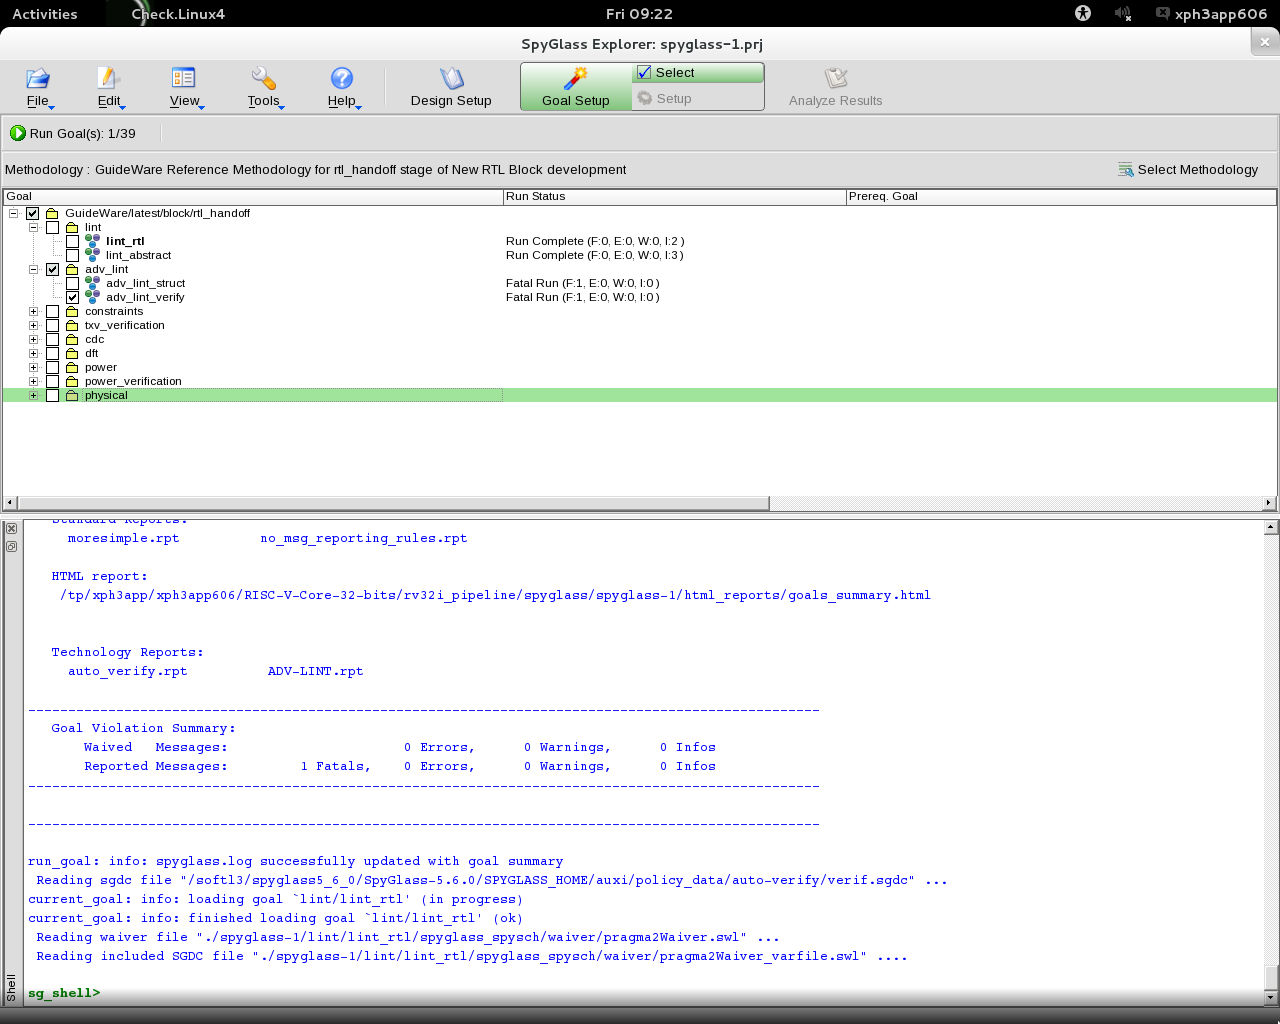 Activities Check.Linux4 Fri 09:22 xph3app606
SpyGlass Explorer: spyglass-1.prj
File Edit View Tools Help Design Setup Goal Setup Select Setup Analyze Results
Run Goal(s): 1/39
Methodology : GuideWare Reference Methodology for rtl_handoff stage of New RTL Block development Select Methodology
Goal Run Status Prereq. Goal
GuideWare/latest/block/rtl_handoff
lint
lint_rtl Run Complete (F:0, E:0, W:0, I:2 )
lint_abstract Run Complete (F:0, E:0, W:0, I:3 )
adv_lint
adv_lint_struct Fatal Run (F:1, E:0, W:0, I:0 )
adv_lint_verify Fatal Run (F:1, E:0, W:0, I:0 )
constraints
txv_verification
cdc
dft
power
power_verification
physical
Standard Reports:
moresimple.rpt no_msg_reporting_rules.rpt
HTML report:
/tp/xph3app/xph3app606/RISC-V-Core-32-bits/rv32i_pipeline/spyglass/spyglass-1/html_reports/goals_summary.html
Technology Reports:
auto_verify.rpt ADV-LINT.rpt
---------------------------------------------------------------------------------------------------
Goal Violation Summary:
Waived Messages: 0 Errors, 0 Warnings, 0 Infos
Reported Messages: 1 Fatals, 0 Errors, 0 Warnings, 0 Infos
---------------------------------------------------------------------------------------------------
---------------------------------------------------------------------------------------------------
run_goal: info: spyglass.log successfully updated with goal summary
Reading sgdc file "/softl3/spyglass5_6_0/SpyGlass-5.6.0/SPYGLASS_HOME/auxi/policy_data/auto-verify/verif.sgdc" ...
current_goal: info: loading goal `lint/lint_rtl' (in progress)
current_goal: info: finished loading goal `lint/lint_rtl' (ok)
Reading waiver file "./spyglass-1/lint/lint_rtl/spyglass_spysch/waiver/pragma2Waiver.swl" ...
Reading included SGDC file "./spyglass-1/lint/lint_rtl/spyglass_spysch/waiver/pragma2Waiver_varfile.swl" ....
sg_shell>
Shell